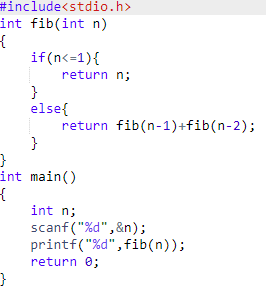 #include<stdio.h>
int fib(int n)
{
    if(n<=1){
        return n;
    }
    else{
        return fib(n-1)+fib(n-2);
    }
}
int main()
{
    int n;
    scanf("%d",&n);
    printf("%d",fib(n));
    return 0;
}